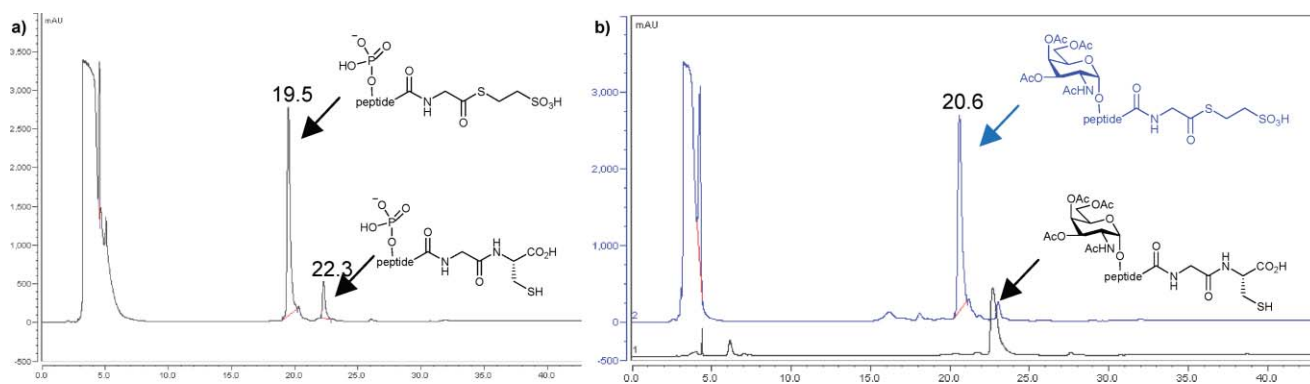 a)
mAU
3,500
3,000
2,500
2,000
1,500
1,000
500
0
-500
0.0
5.0
10.0
15.0
20.0
25.0
30.0
35.0
40.0
19.5
22.3
O-
HO
P
O
O
peptide
O
N
H
O
S
SO3H
O-
HO
P
O
O
peptide
O
N
H
O
H
N
CO2H
SH
b)
mAU
3,000
2,000
1,000
0
-500
0.0
5.0
10.0
15.0
20.0
25.0
30.0
35.0
40.0
2
1
20.6
OAc
OAc
O
AcO
AcHN
O
peptide
O
N
H
O
S
SO3H
OAc
OAc
O
AcO
AcHN
O
peptide
O
N
H
O
H
N
CO2H
SH